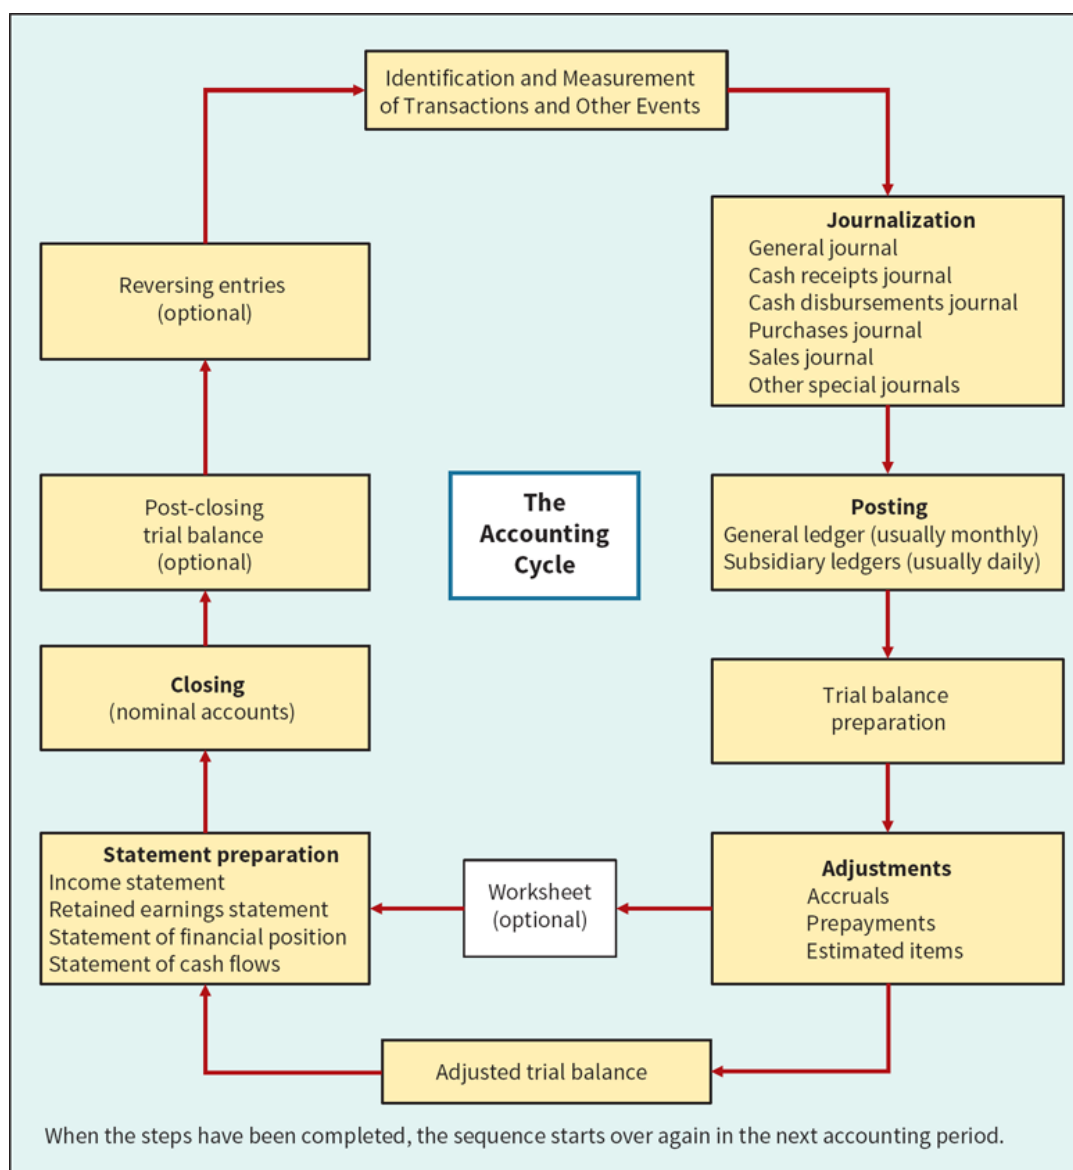 Identification and Measurement
of Transactions and Other Events
Journalization
General journal
Cash receipts journal
Cash disbursements journal
Purchases journal
Sales journal
Other special journals
Reversing entries
(optional)
The
Accounting
Cycle
Posting
General ledger (usually monthly)
Subsidiary ledgers (usually daily)
Post-closing
trial balance
(optional)
Trial balance
preparation
Closing
(nominal accounts)
Adjustments
Accruals
Prepayments
Estimated items
Worksheet
(optional)
Statement preparation
Income statement
Retained earnings statement
Statement of financial position
Statement of cash flows
Adjusted trial balance
When the steps have been completed, the sequence starts over again in the next accounting period.